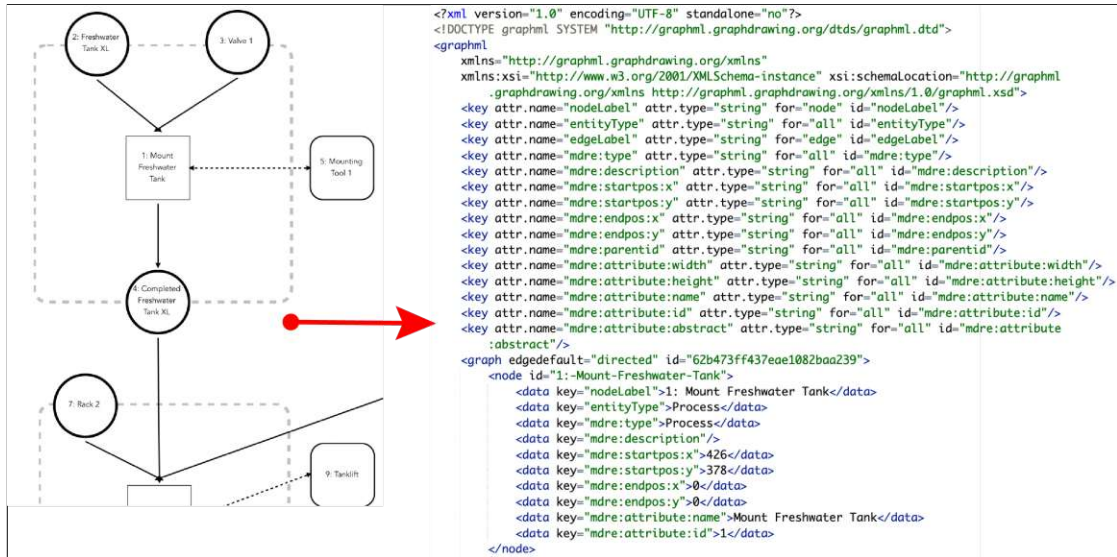 2: Freshwater
Tank XL
3: Valve 1
1: Mount
Freshwater
Tank
5: Mounting
Tool 1
4: Completed
Freshwater
Tank XL
7: Rack 2
9: Tanklift
<?xml version="1.0" encoding="UTF-8" standalone="no"?>
<!DOCTYPE graphml SYSTEM "http://graphml.graphdrawing.org/dtds/graphml.dtd">
<graphml
xmlns="http://graphml.graphdrawing.org/xmlns"
xmlns:xsi="http://www.w3.org/2001/XMLSchema-instance" xsi:schemaLocation="http://graphml
.graphdrawing.org/xmlns http://graphml.graphdrawing.org/xmlns/1.0/graphml.xsd">
<key attr.name="nodeLabel" attr.type="string" for="node" id="nodeLabel"/>
<key attr.name="entityType" attr.type="string" for="all" id="entityType"/>
<key attr.name="edgeLabel" attr.type="string" for="edge" id="edgeLabel"/>
<key attr.name="mdre:type" attr.type="string" for="all" id="mdre:type"/>
<key attr.name="mdre:description" attr.type="string" for="all" id="mdre:description"/>
<key attr.name="mdre:startpos:x" attr.type="string" for="all" id="mdre:startpos:x"/>
<key attr.name="mdre:startpos:y" attr.type="string" for="all" id="mdre:startpos:y"/>
<key attr.name="mdre:endpos:x" attr.type="string" for="all" id="mdre:endpos:x"/>
<key attr.name="mdre:endpos:y" attr.type="string" for="all" id="mdre:endpos:y"/>
<key attr.name="mdre:parentid" attr.type="string" for="all" id="mdre:parentid"/>
<key attr.name="mdre:attribute:width" attr.type="string" for="all" id="mdre:attribute:width"/>
<key attr.name="mdre:attribute:height" attr.type="string" for="all" id="mdre:attribute:height"/>
<key attr.name="mdre:attribute:name" attr.type="string" for="all" id="mdre:attribute:name"/>
<key attr.name="mdre:attribute:id" attr.type="string" for="all" id="mdre:attribute:id"/>
<key attr.name="mdre:attribute:abstract" attr.type="string" for="all" id="mdre:attribute
:abstract"/>
<graph edgedefault="directed" id="62b473ff437eae1082baa239">
<node id="1:-Mount-Freshwater-Tank">
<data key="nodeLabel">1: Mount Freshwater Tank</data>
<data key="entityType">Process</data>
<data key="mdre:type">Process</data>
<data key="mdre:description"/>
<data key="mdre:startpos:x">426</data>
<data key="mdre:startpos:y">378</data>
<data key="mdre:endpos:x">0</data>
<data key="mdre:endpos:y">0</data>
<data key="mdre:attribute:name">Mount Freshwater Tank</data>
<data key="mdre:attribute:id">1</data>
</node>